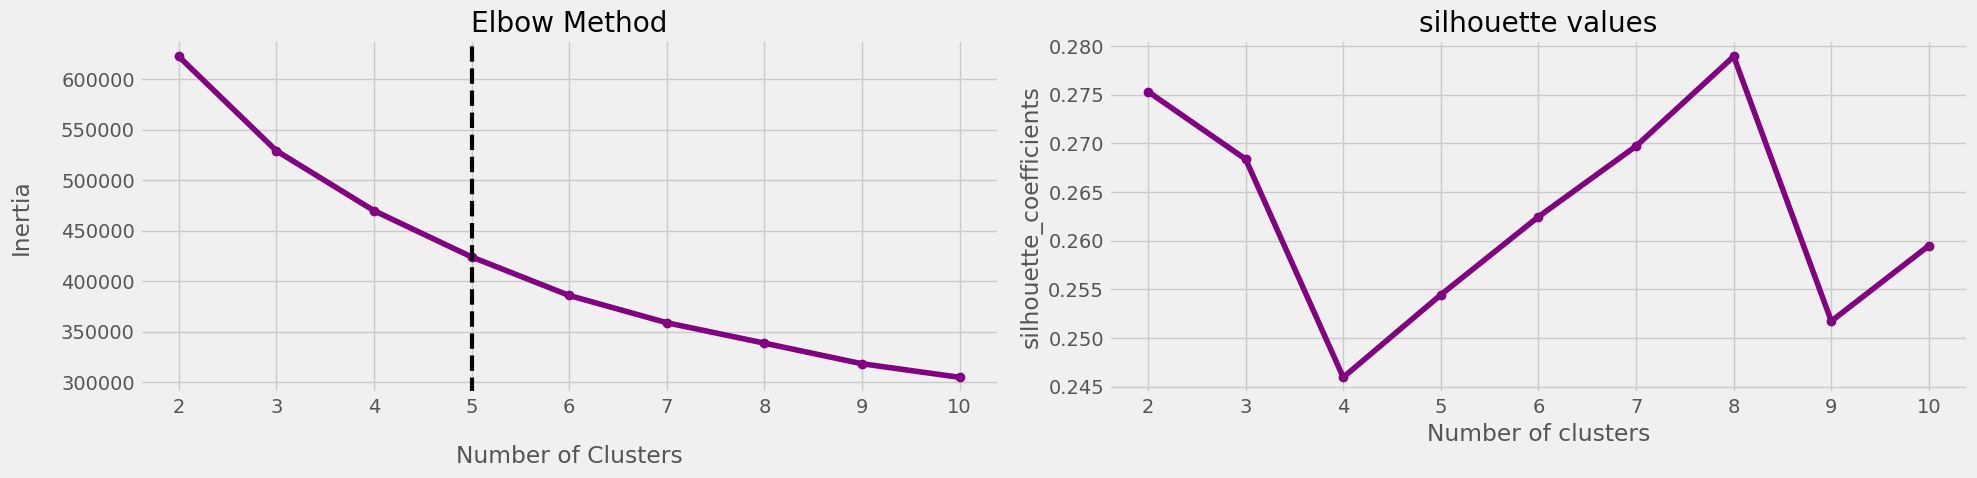 Elbow Method
600000
550000
500000
450000
400000
350000
300000
Inertia
2 3 4 5 6 7 8 9 10
Number of Clusters
silhouette values
0.280
0.275
0.270
0.265
0.260
0.255
0.250
0.245
silhouette_coefficients
2 3 4 5 6 7 8 9 10
Number of clusters